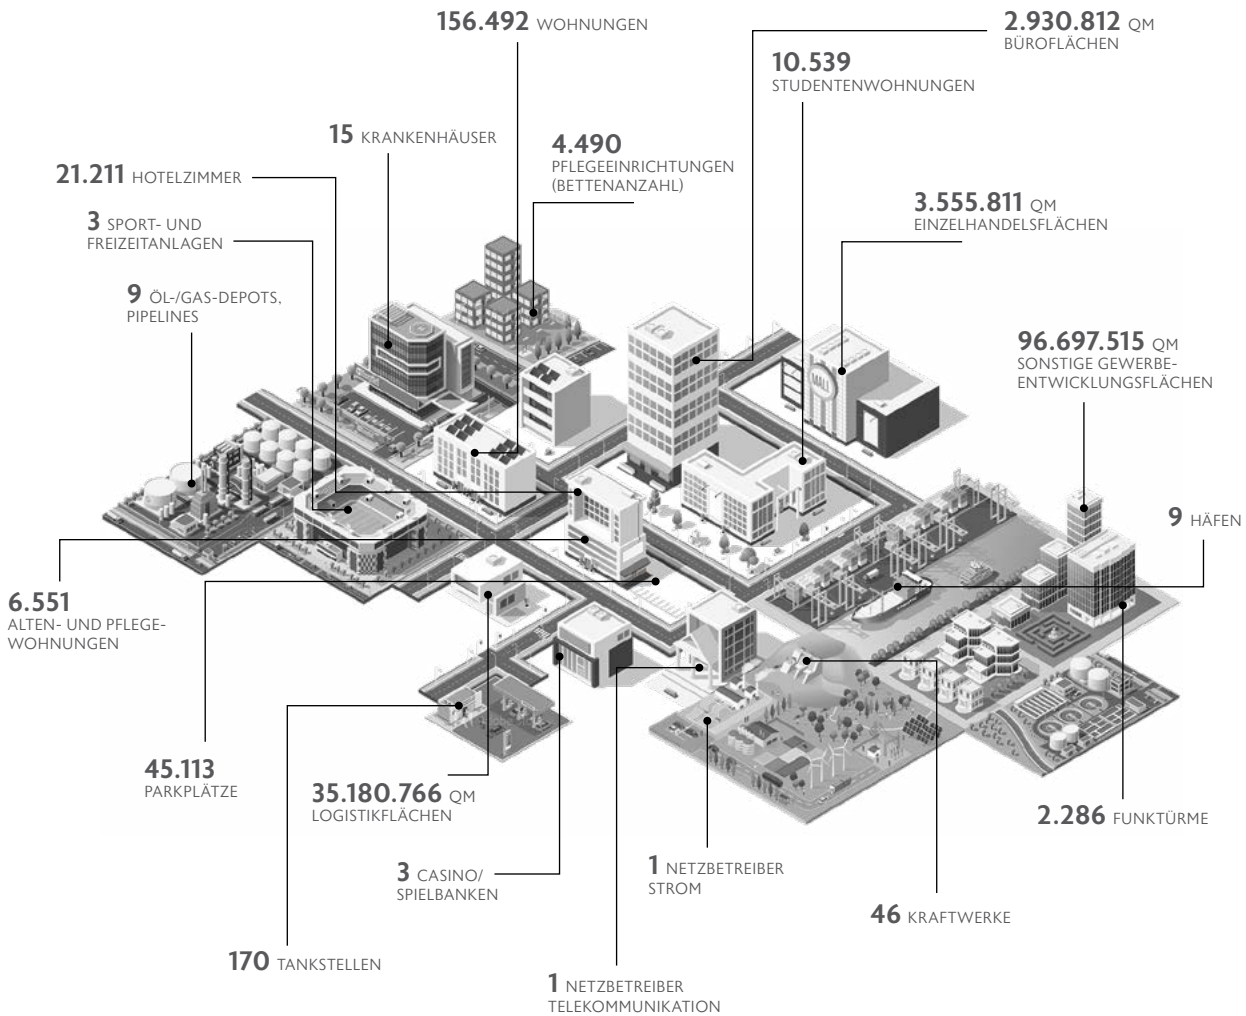 156.492 WOHNUNGEN
2.930.812 QM
BÜROFLÄCHEN
10.539
STUDENTENWOHNUNGEN
15 KRANKENHÄUSER
4.490
PFLEGEEINRICHTUNGEN
(BETTENANZAHL)
21.211 HOTELZIMMER
3.555.811 QM
EINZELHANDELSFLÄCHEN
3 SPORT- UND
FREIZEITANLAGEN
9 ÖL-/GAS-DEPOTS,
PIPELINES
96.697.515 QM
SONSTIGE GEWERBE-
ENTWICKLUNGSFLÄCHEN
MALL
9 HÄFEN
6.551
ALTEN- UND PFLEGE-
WOHNUNGEN
45.113
PARKPLÄTZE
35.180.766 QM
LOGISTIKFLÄCHEN
2.286 FUNKTÜRME
3 CASINO/
SPIELBANKEN
1 NETZBETREIBER
STROM
46 KRAFTWERKE
170 TANKSTELLEN
1 NETZBETREIBER
TELEKOMMUNIKATION